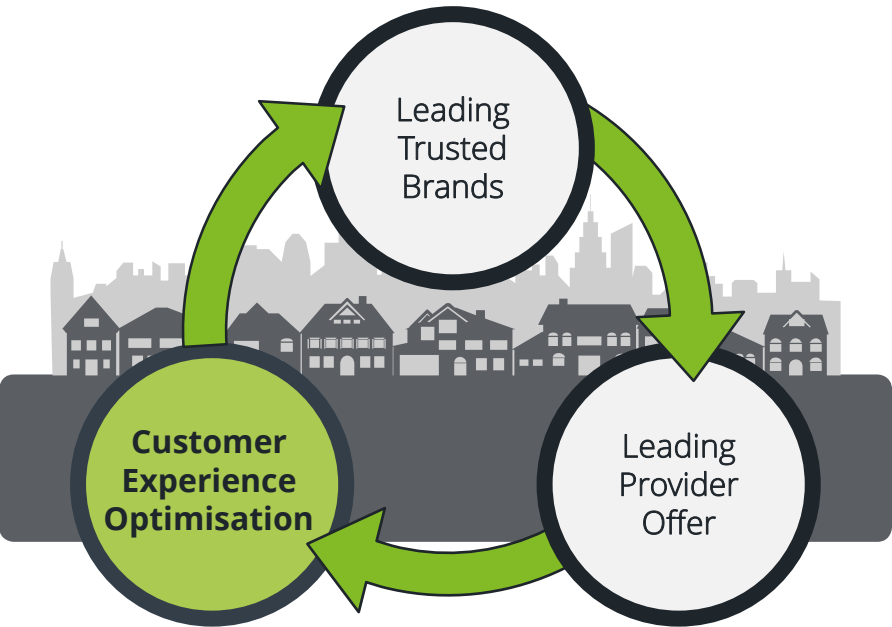 Leading
Trusted
Brands
Customer
Experience
Optimisation
Leading
Provider
Offer